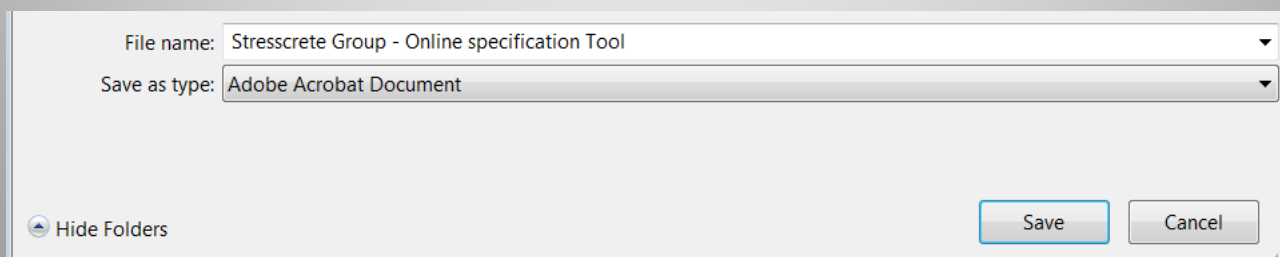 File name: Stresscrete Group - Online specification Tool
Save as type: Adobe Acrobat Document
Hide Folders
Save
Cancel